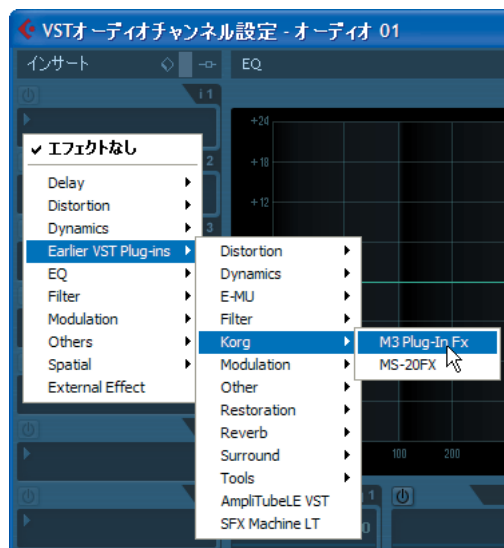 VSTオーディオチャンネル設定 - オーディオ 01
インサート
EQ
i 1
+24
+18
+12
✓ エフェクトなし
Delay
Distortion
Dynamics
Earlier VST Plug-ins
EQ
Filter
Modulation
Others
Spatial
External Effect
2
3
Distortion
Dynamics
E-MU
Filter
Korg
Modulation
Other
Restoration
Reverb
Surround
Tools
AmpliTubeLE VST
SFX Machine LT
M3 Plug-In Fx
MS-20FX
100
200
1
0